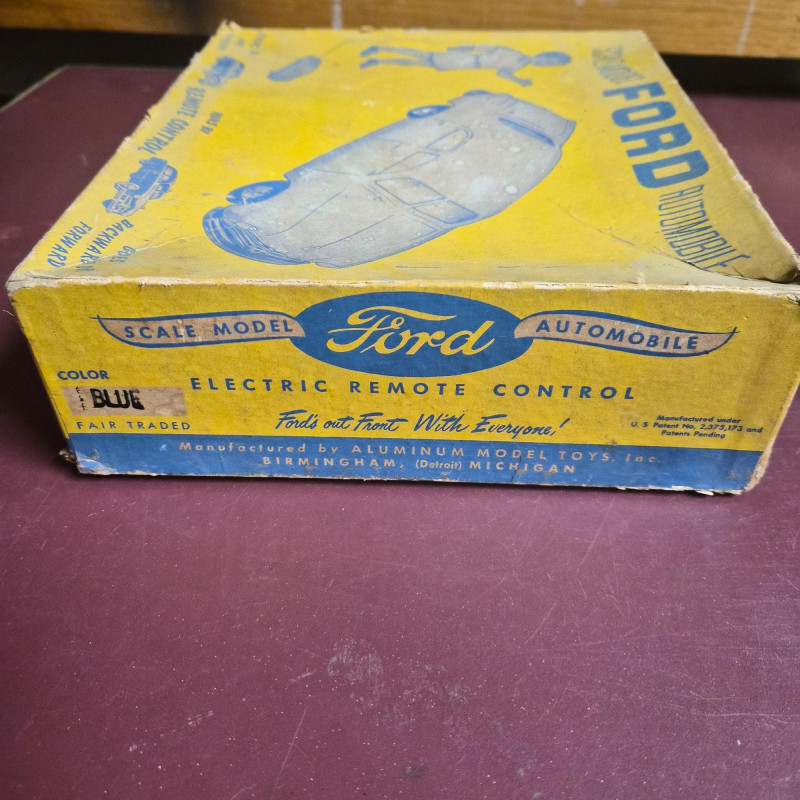 FORD
AUTOMOBILE
REMOTE CONTROL
GOES
BACKWARD
FORWARD
SCALE MODEL Ford AUTOMOBILE
ELECTRIC REMOTE CONTROL
COLOR
BLUE
FAIR TRADED
Ford's out Front With Everyone!
Manufactured under
U.S Patent No. 2,375,173 and
Patents Pending
Manufactured by ALUMINUM MODEL TOYS, Inc.
BIRMINGHAM, (Detroit) MICHIGAN